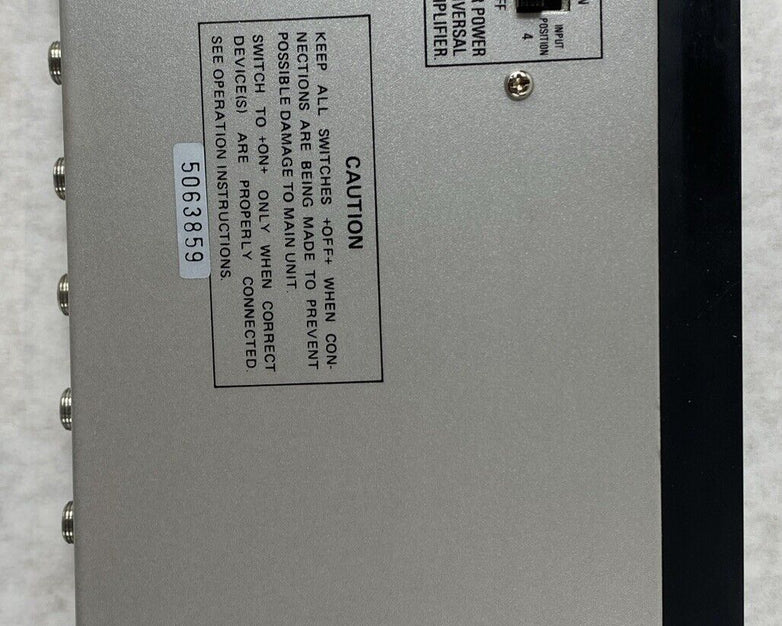 N
INPUT
POSITION
4
FF
R POWER
VERSAL
PLIFIER.
CAUTION
KEEP ALL SWITCHES +OFF+ WHEN CON-
NECTIONS ARE BEING MADE TO PREVENT
POSSIBLE DAMAGE TO MAIN UNIT.
SWITCH TO +ON+ ONLY WHEN CORRECT
DEVICE(S) ARE PROPERLY CONNECTED.
SEE OPERATION INSTRUCTIONS.
5063859